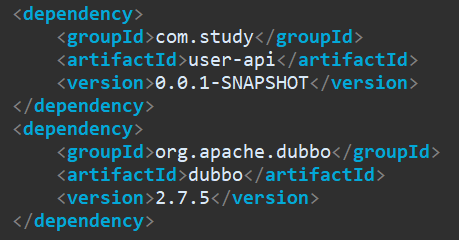 <dependency>
    <groupId>com.study</groupId>
    <artifactId>user-api</artifactId>
    <version>0.0.1-SNAPSHOT</version>
</dependency>
<dependency>
    <groupId>org.apache.dubbo</groupId>
    <artifactId>dubbo</artifactId>
    <version>2.7.5</version>
</dependency>